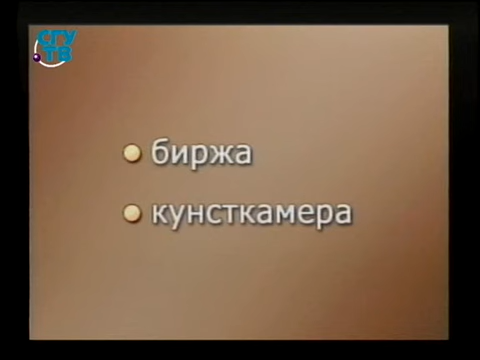 СГУ
ТВ
биржа
кунсткамера